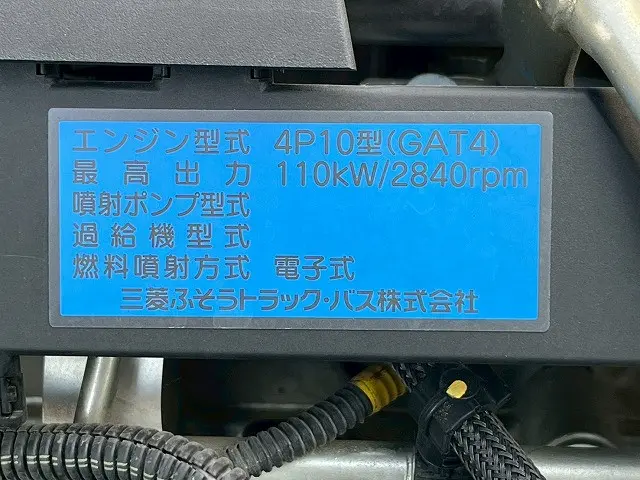 エンジン型式 4P10型(GAT4)
最高出力 110kW/2840rpm
噴射ポンプ型式
過給機型式
燃料噴射方式 電子式
三菱ふそうトラック・バス株式会社